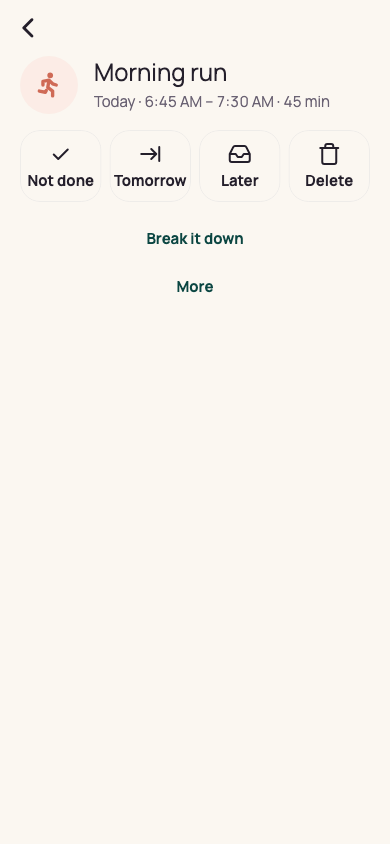 Morning run
Today · 6:45 AM – 7:30 AM · 45 min
Not done
Tomorrow
Later
Delete
Break it down
More